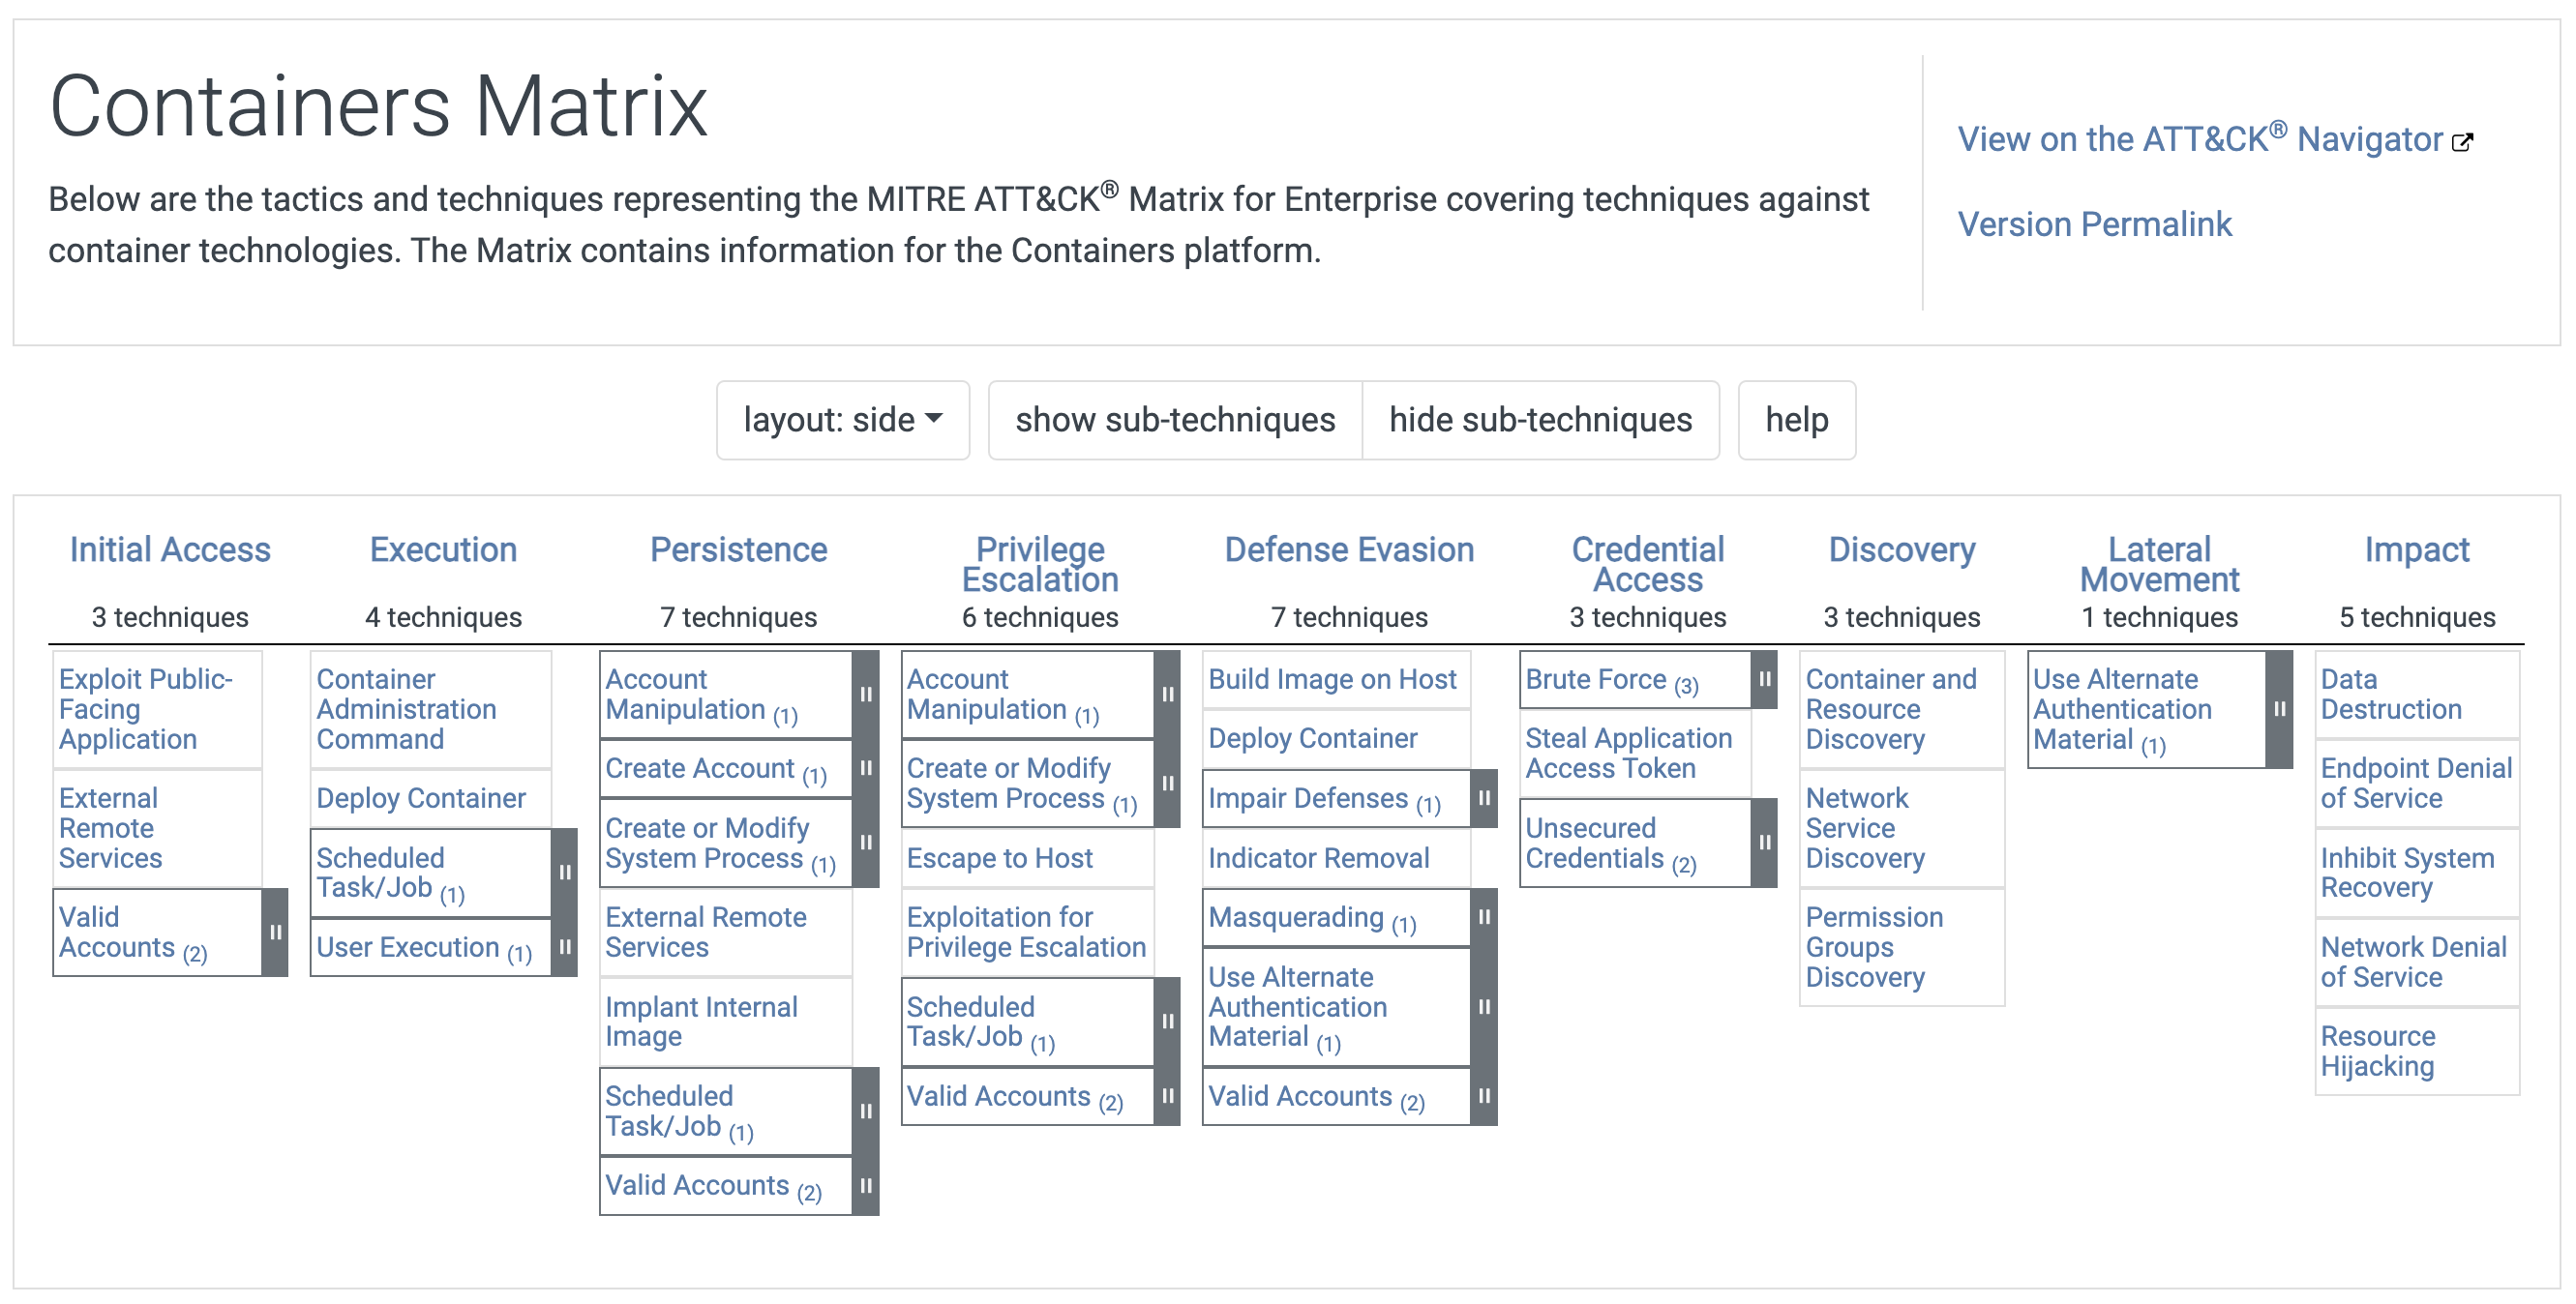 Containers Matrix
Below are the tactics and techniques representing the MITRE ATT&CK® Matrix for Enterprise covering techniques against
container technologies. The Matrix contains information for the Containers platform.
View on the ATT&CK® Navigator
Version Permalink
layout: side
show sub-techniques
hide sub-techniques
help
Initial Access
3 techniques
Exploit Public-
Facing
Application
External
Remote
Services
Valid
Accounts (2)
Execution
4 techniques
Container
Administration
Command
Deploy Container
Scheduled
Task/Job (1)
User Execution (1)
Persistence
7 techniques
Account
Manipulation (1)
Create Account (1)
Create or Modify
System Process (1)
External Remote
Services
Implant Internal
Image
Scheduled
Task/Job (1)
Valid Accounts (2)
Privilege
Escalation
6 techniques
Account
Manipulation (1)
Create or Modify
System Process (1)
Escape to Host
Exploitation for
Privilege Escalation
Scheduled
Task/Job (1)
Valid Accounts (2)
Defense Evasion
7 techniques
Build Image on Host
Deploy Container
Impair Defenses (1)
Indicator Removal
Masquerading (1)
Use Alternate
Authentication
Material (1)
Valid Accounts (2)
Credential
Access
3 techniques
Brute Force (3)
Steal Application
Access Token
Unsecured
Credentials (2)
Discovery
3 techniques
Container and
Resource
Discovery
Network
Service
Discovery
Permission
Groups
Discovery
Lateral
Movement
1 techniques
Use Alternate
Authentication
Material (1)
Impact
5 techniques
Data
Destruction
Endpoint Denial
of Service
Inhibit System
Recovery
Network Denial
of Service
Resource
Hijacking